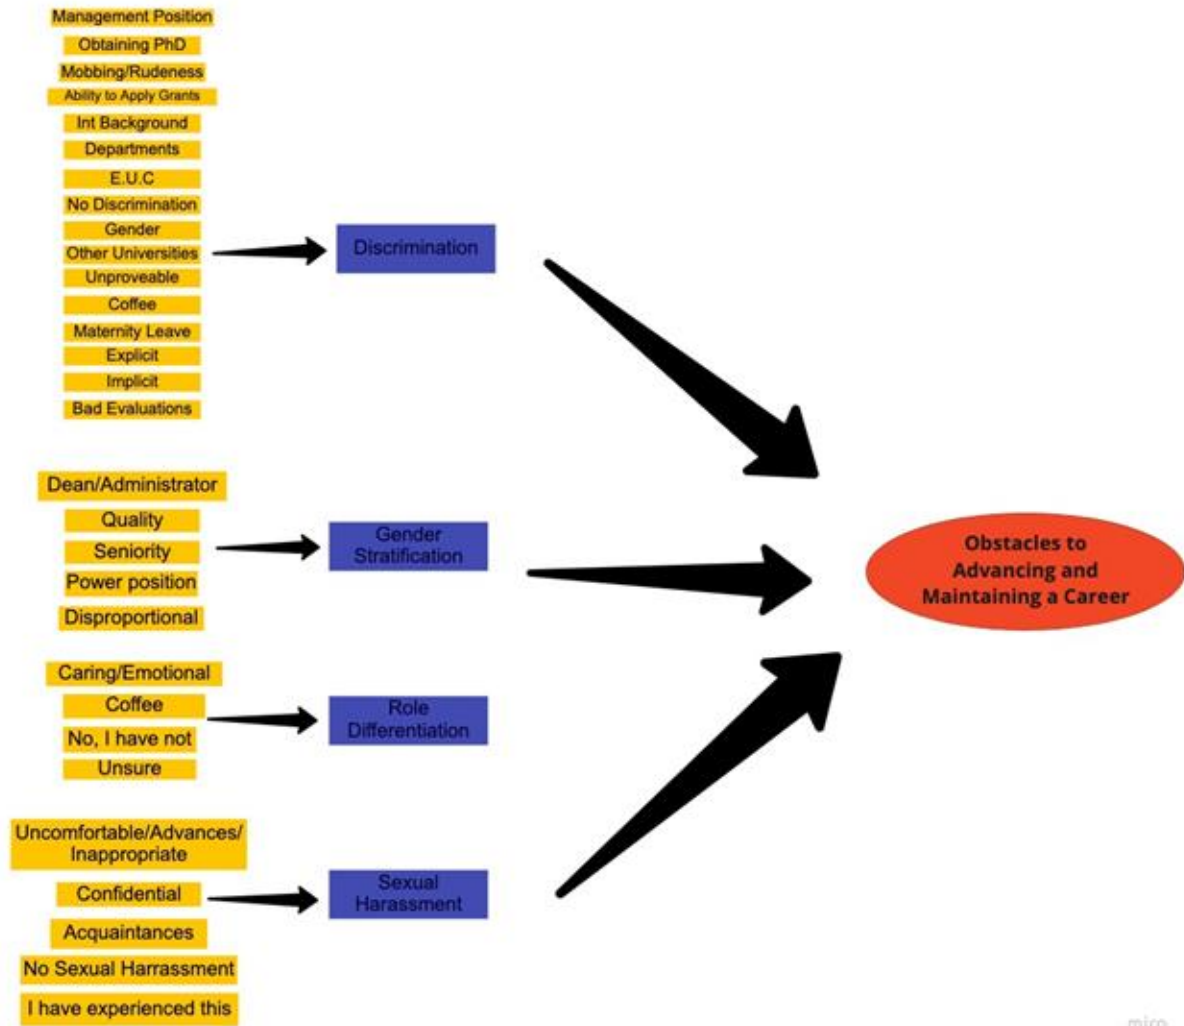 Management Position
Obtaining PhD
Mobbing/Rudeness
Ability to Apply Grants
Int Background
Departments
E.U.C
No Discrimination
Gender
Other Universities
Unproveable
Coffee
Maternity Leave
Explicit
Implicit
Bad Evaluations
Discrimination
Dean/Administrator
Quality
Seniority
Power position
Disproportional
Gender
Stratification
Caring/Emotional
Coffee
No, I have not
Unsure
Role
Differentiation
Uncomfortable/Advances/
Inappropriate
Confidential
Acquaintances
No Sexual Harrassment
I have experienced this
Sexual
Harassment
Obstacles to
Advancing and
Maintaining a Career
miro